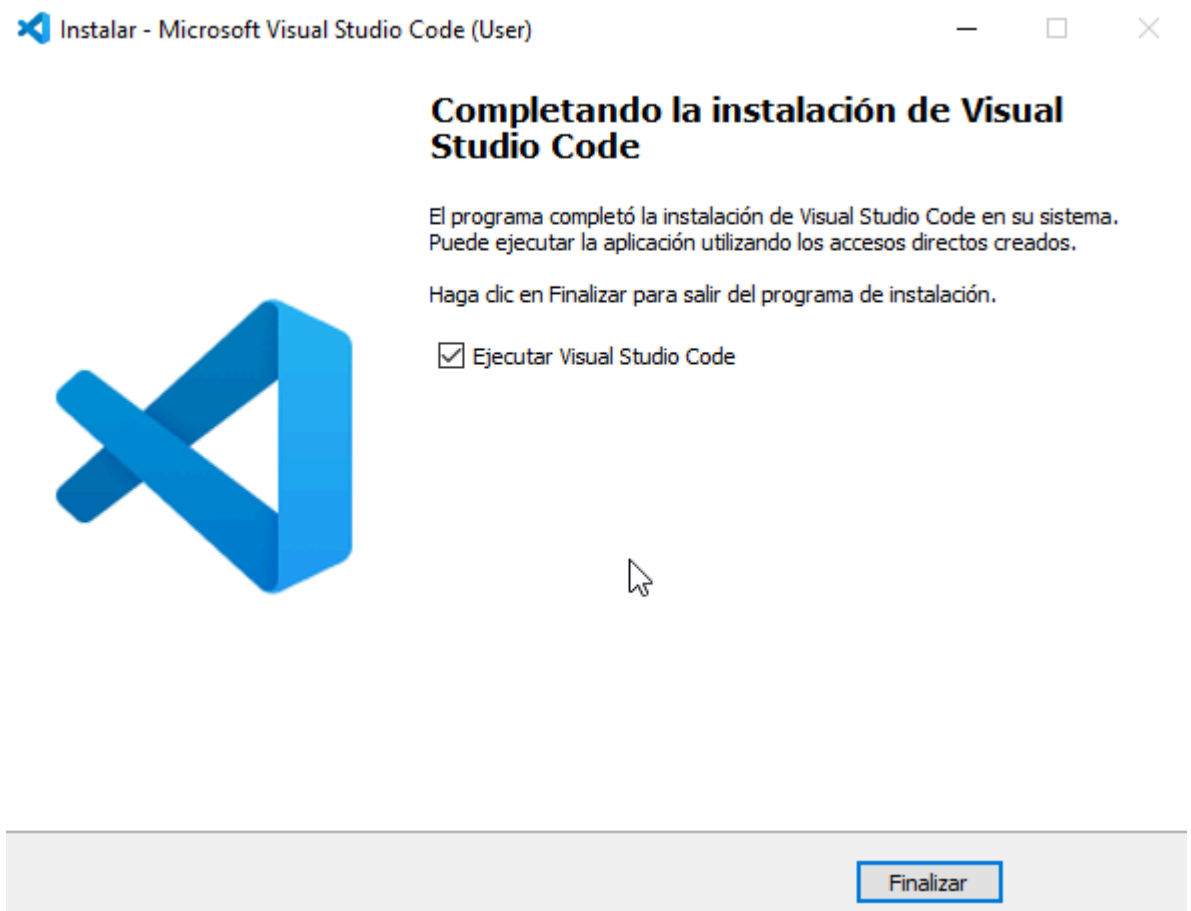 Instalar - Microsoft Visual Studio Code (User)
Completando la instalación de Visual
Studio Code
El programa completó la instalación de Visual Studio Code en su sistema.
Puede ejecutar la aplicación utilizando los accesos directos creados.
Haga clic en Finalizar para salir del programa de instalación.
Ejecutar Visual Studio Code
Finalizar